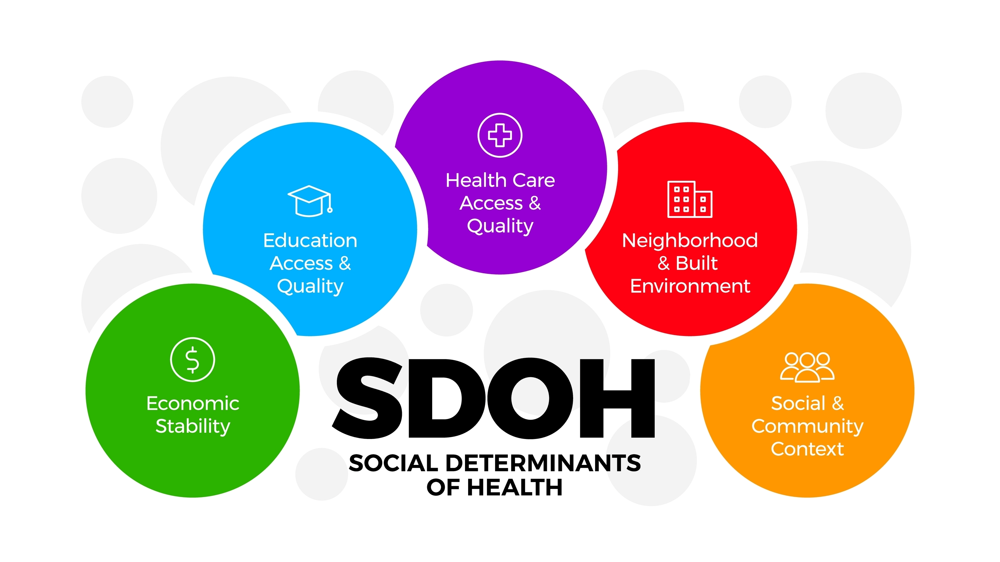 Health Care
Access &
Quality
Education
Access &
Quality
Neighborhood
& Built
Environment
Economic
Stability
Social &
Community
Context
SDOH
SOCIAL DETERMINANTS
OF HEALTH